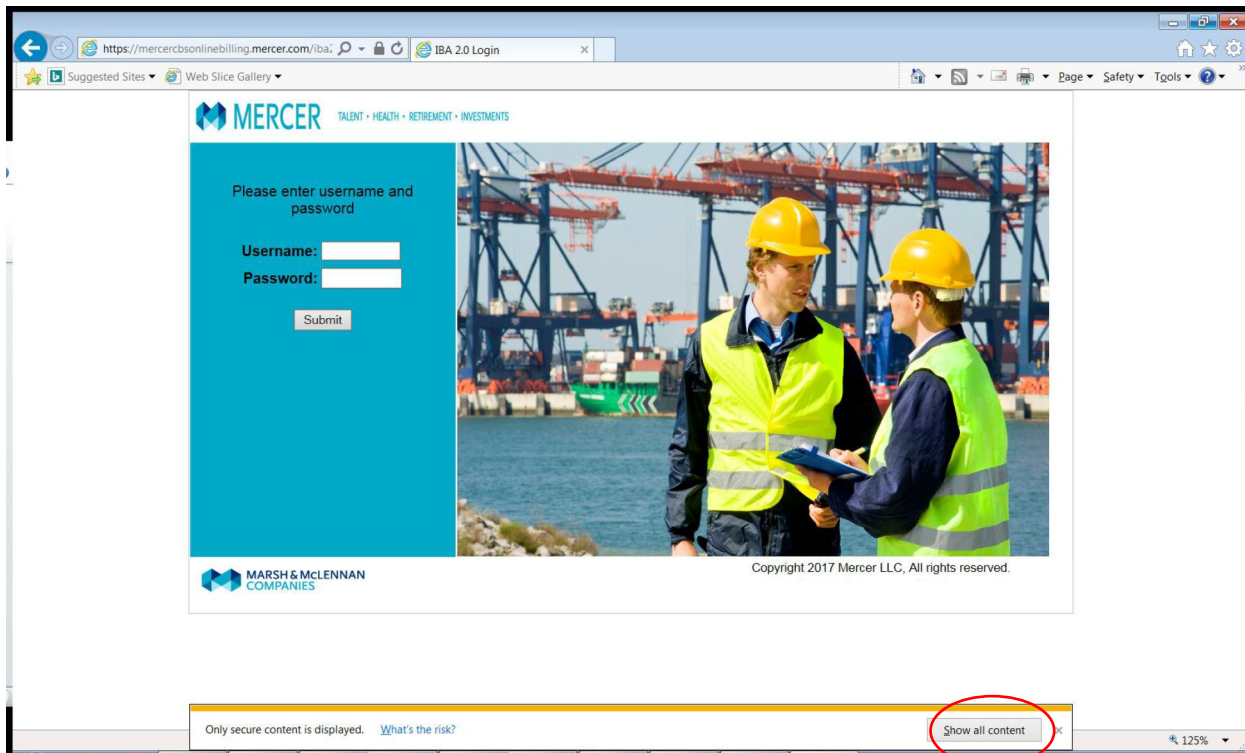 https://mercercbsonlinebilling.mercer.com/iba2
IBA 2.0 Login
Suggested Sites
Web Slice Gallery
Page
Safety
Tools
MERCER
TALENT • HEALTH • RETIREMENT • INVESTMENTS
Please enter username and
password
Username:
Password:
Submit
MARSH & McLENNAN
COMPANIES
Copyright 2017 Mercer LLC, All rights reserved.
Only secure content is displayed. What's the risk?
Show all content
125%